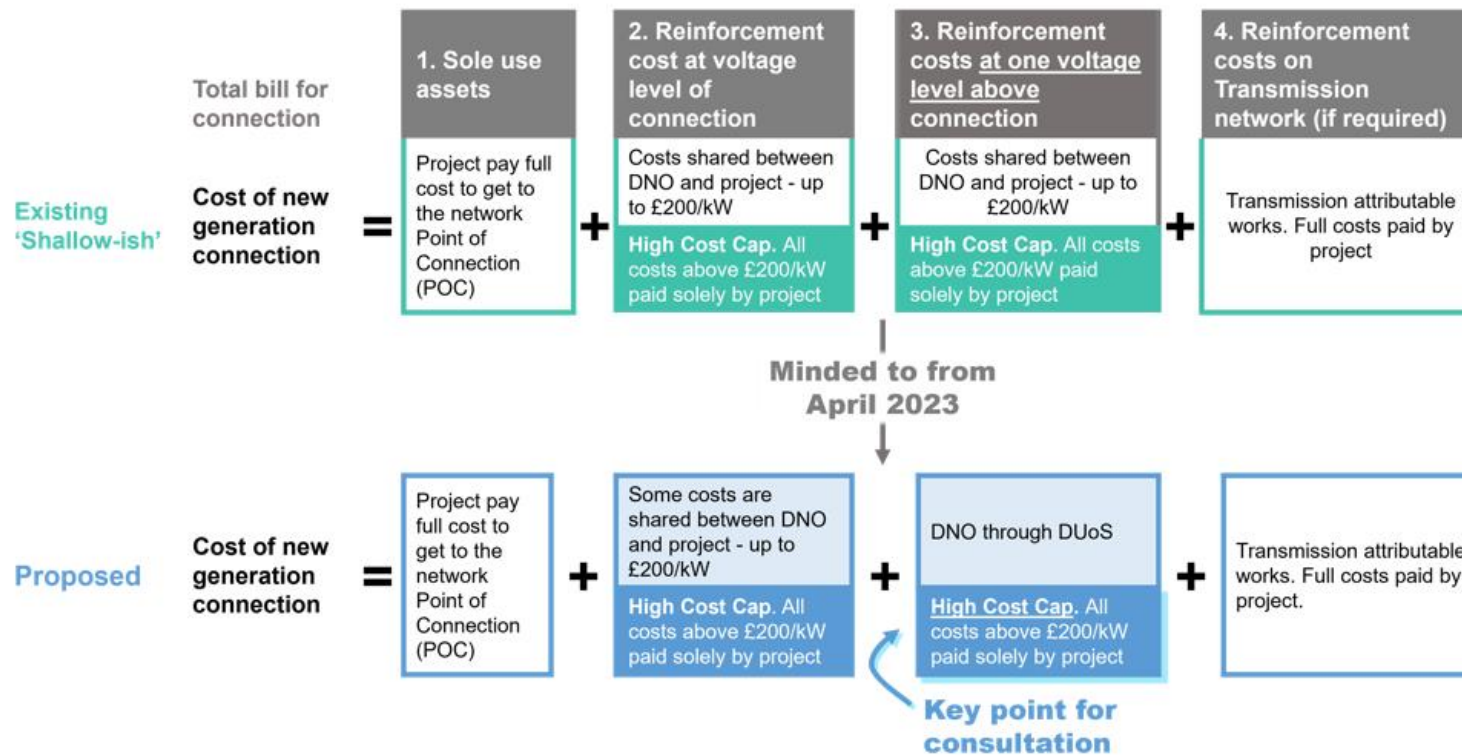 Total bill for
connection
1. Sole use
assets
2. Reinforcement
cost at voltage
level of
connection
3. Reinforcement
costs at one voltage
level above
connection
4. Reinforcement
costs on
Transmission
network (if required)
Existing
'Shallow-ish'
Cost of new
generation
connection
=
Project pay full
cost to get to
the network
Point of
Connection
(POC)
+
Costs shared between
DNO and project - up
to £200/kW
High Cost Cap. All
costs above £200/kW
paid solely by project
+
Costs shared between
DNO and project - up to
£200/kW
High Cost Cap. All costs
above £200/kW paid
solely by project
+
Transmission attributable
works. Full costs paid by
project
Minded to from
April 2023
Proposed
Cost of new
generation
connection
=
Project pay
full cost to
get to the
network
Point of
Connection
(POC)
+
Some costs are
shared between DNO
and project - up to
£200/kW
High Cost Cap. All
costs above £200/kW
paid solely by project
+
DNO through DUoS
High Cost Cap. All
costs above £200/kW
paid solely by project
+
Transmission attributable
works. Full costs paid by
project.
Key point for
consultation